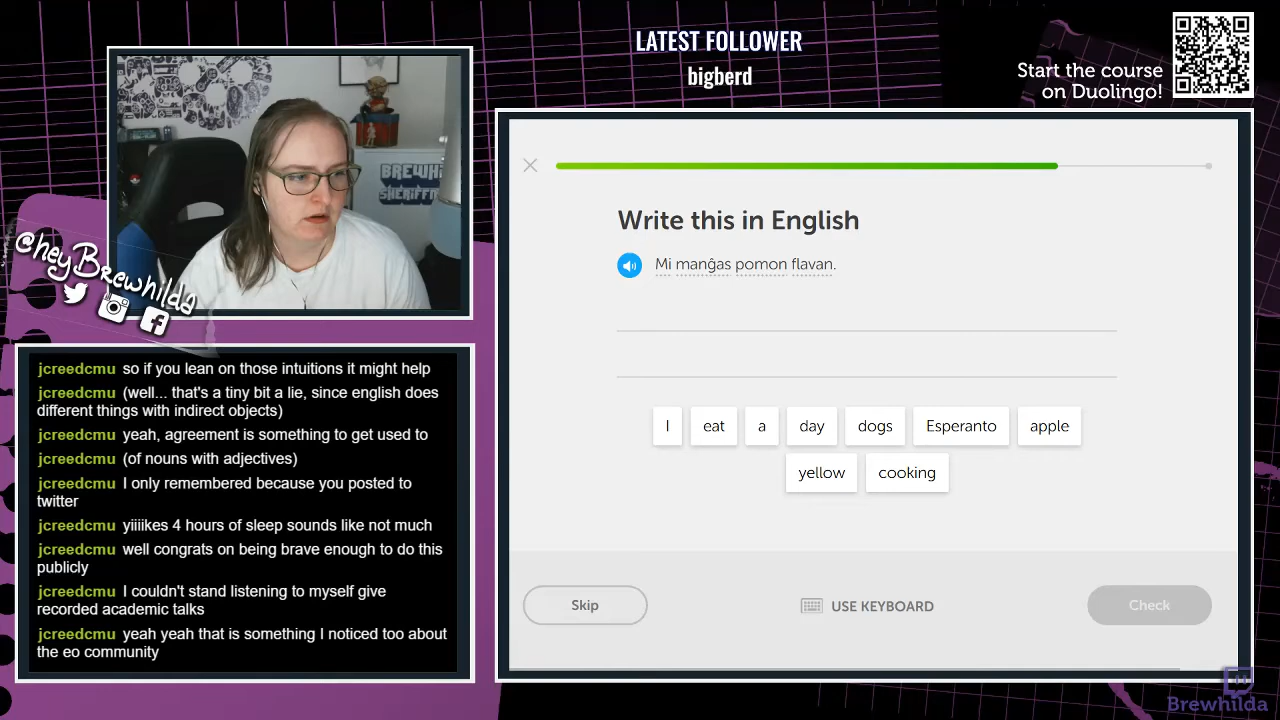 LATEST FOLLOWER
bigberd
Start the course
on Duolingo!
BREWHI
SHERIFFM
@heyBrewhilda
jcreedcmu so if you lean on those intuitions it might help
jcreedcmu (well... that's a tiny bit a lie, since english does
different things with indirect objects)
jcreedcmu yeah, agreement is something to get used to
jcreedcmu (of nouns with adjectives)
jcreedcmu I only remembered because you posted to
twitter
jcreedcmu yiiiikes 4 hours of sleep sounds like not much
jcreedcmu well congrats on being brave enough to do this
publicly
jcreedcmu I couldn't stand listening to myself give
recorded academic talks
jcreedcmu yeah yeah that is something I noticed too about
the eo community
Write this in English
Mi manĝas pomon flavan.
I eat a day dogs Esperanto apple
yellow cooking
Skip
USE KEYBOARD
Check
Brewhilda